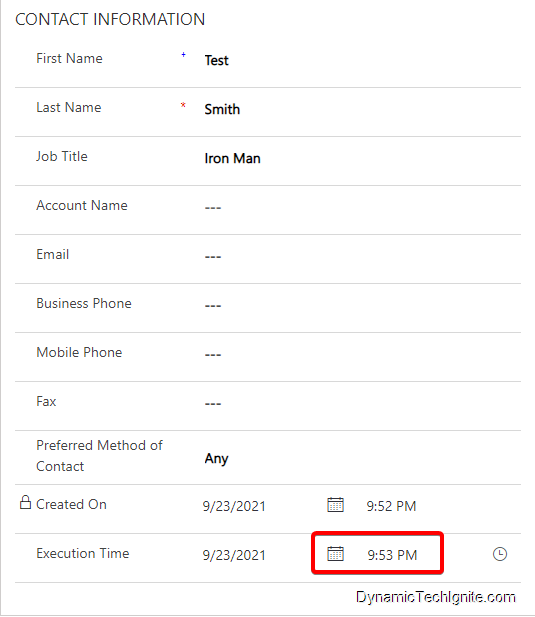 CONTACT INFORMATION
First Name + Test
Last Name * Smith
Job Title Iron Man
Account Name ---
Email ---
Business Phone ---
Mobile Phone ---
Fax ---
Preferred Method of
Contact Any
Created On 9/23/2021 9:52 PM
Execution Time 9/23/2021 9:53 PM
DynamicTechIgnite.com